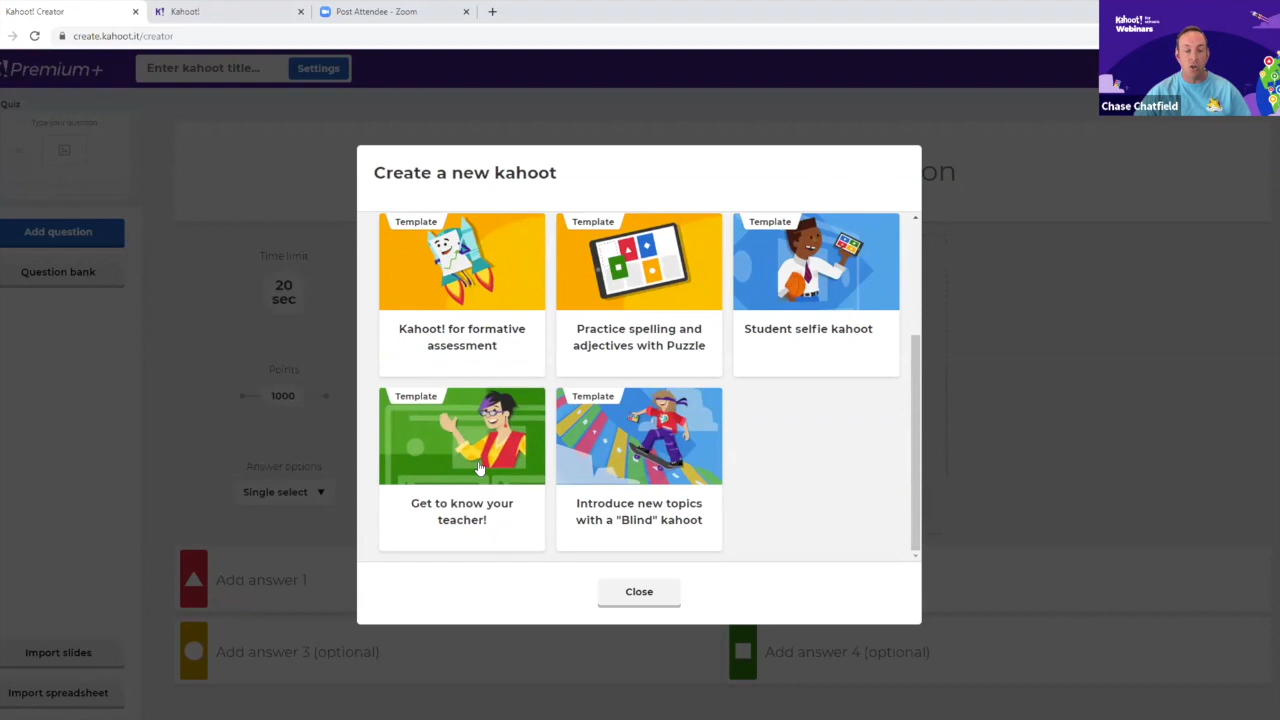 Kahoot! Creator
Kahoot!
Post Attendee - Zoom
create.kahoot.it/creator
K!Premium+
Enter kahoot title...
Settings
Kahoot! for schools
Webinars
Chase Chatfield
Quiz
Type your question
Add question
Question bank
Time limit
20
sec
Points
1000
Answer options
Single select
on
Create a new kahoot
Template
Template
Template
Kahoot! for formative
assessment
Practice spelling and
adjectives with Puzzle
Student selfie kahoot
Template
Template
Get to know your
teacher!
Introduce new topics
with a "Blind" kahoot
Close
Add answer 1
Add answer 3 (optional)
Add answer 4 (optional)
Import slides
Import spreadsheet